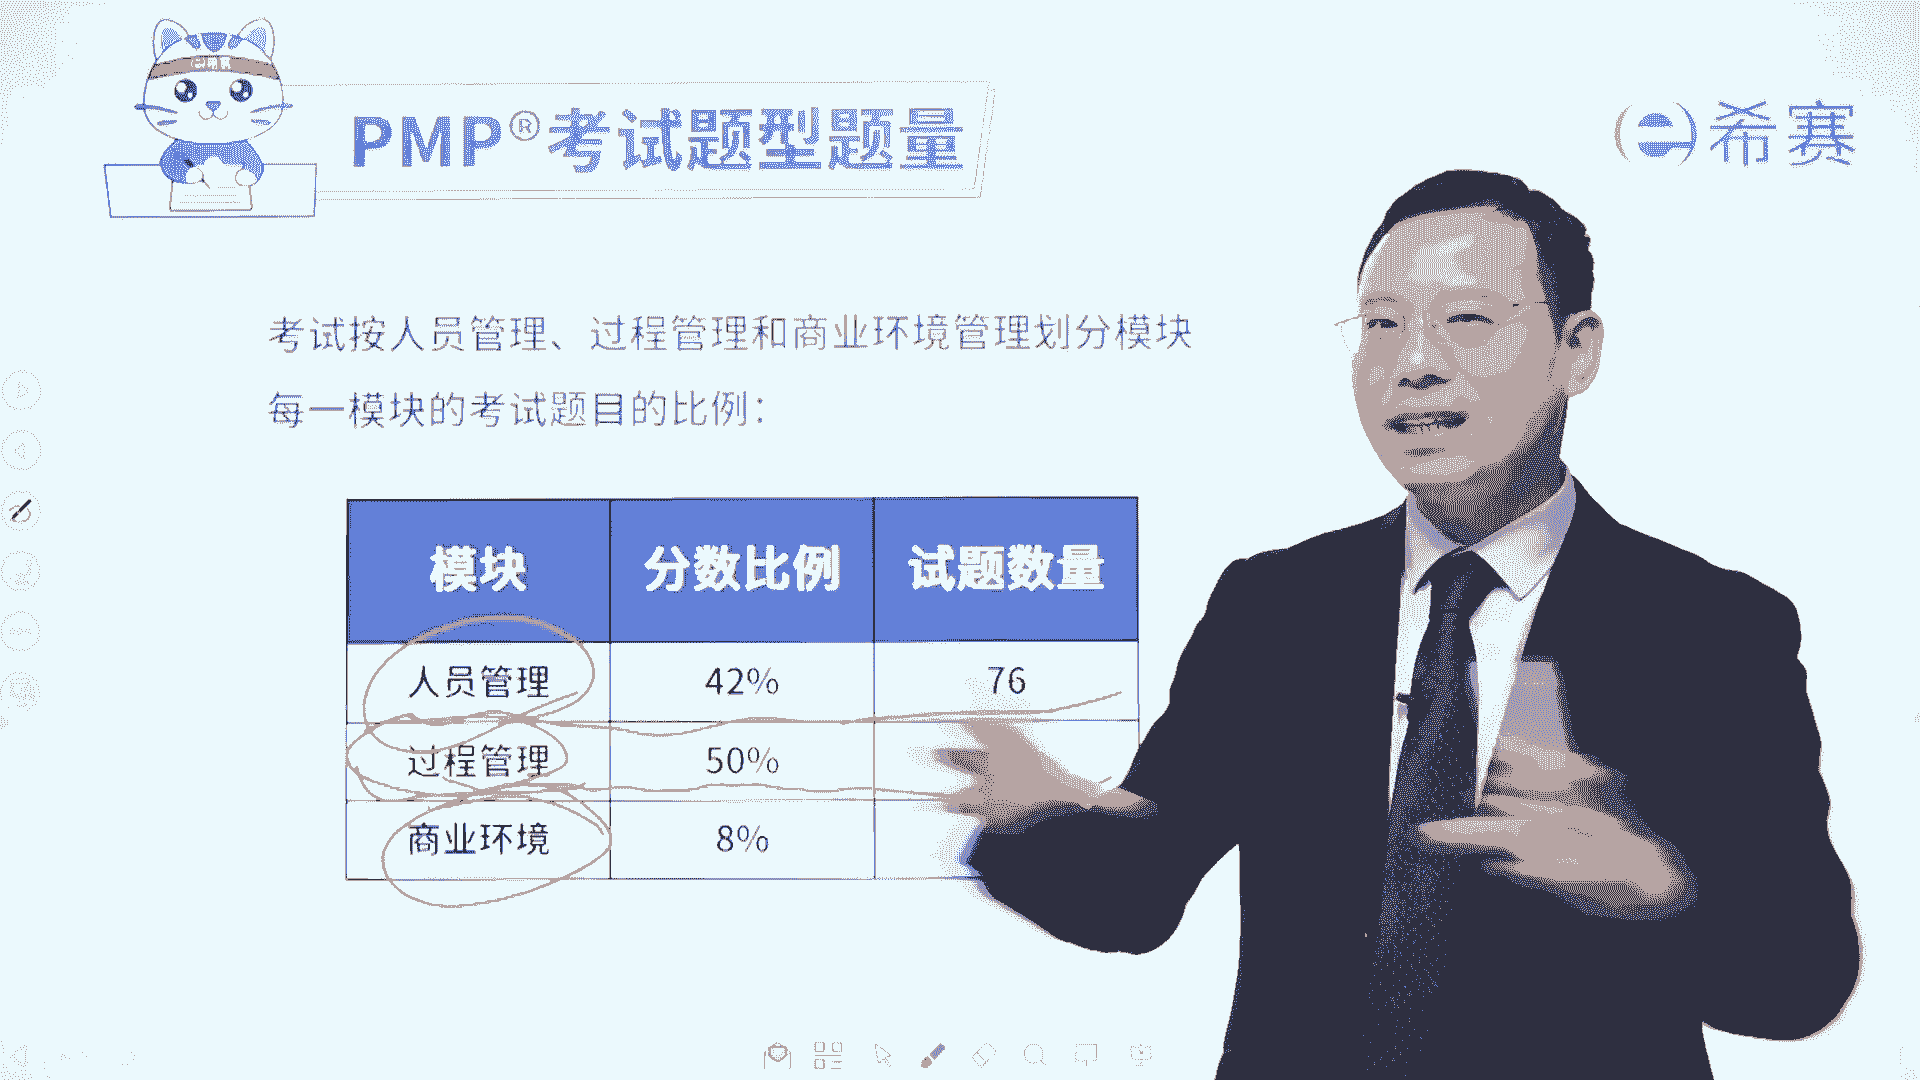 希赛
PMP®考试题型题量
希赛
考试按人员管理、过程管理和商业环境管理划分模块
每一模块的考试题目的比例：
模块 分数比例 试题数量
人员管理 42% 76
过程管理 50%
商业环境 8%